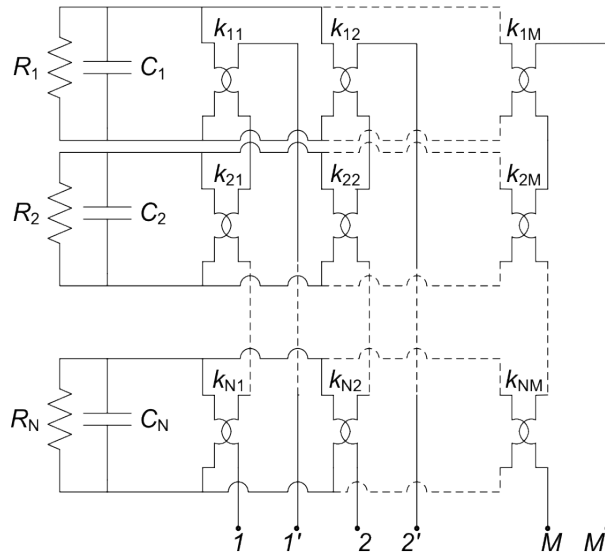 k11 k12 k1M
R1 C1
k21 k22 k2M
R2 C2
kN1 kN2 kNM
RN CN
1 1' 2 2' M M'